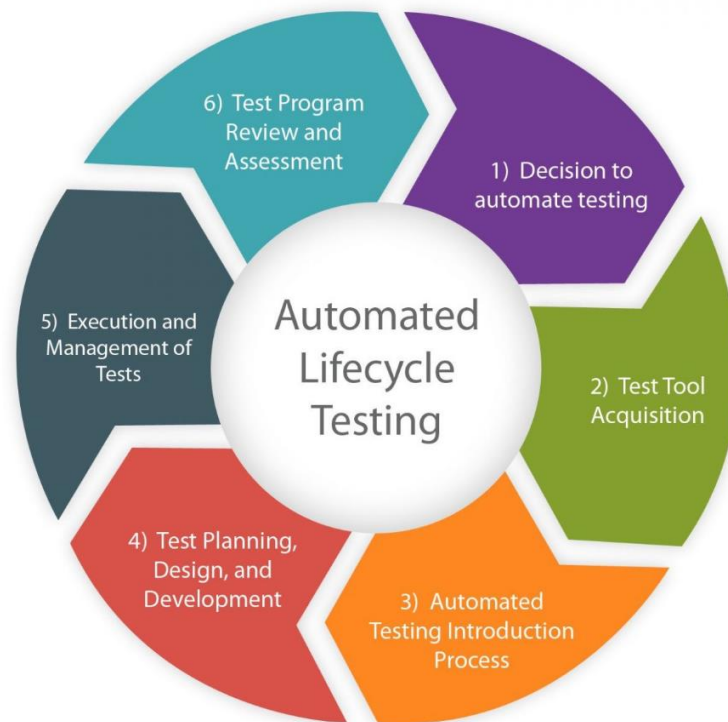 Automated
Lifecycle
Testing
1) Decision to
automate testing
2) Test Tool
Acquisition
3) Automated
Testing Introduction
Process
4) Test Planning,
Design, and
Development
5) Execution and
Management of
Tests
6) Test Program
Review and
Assessment